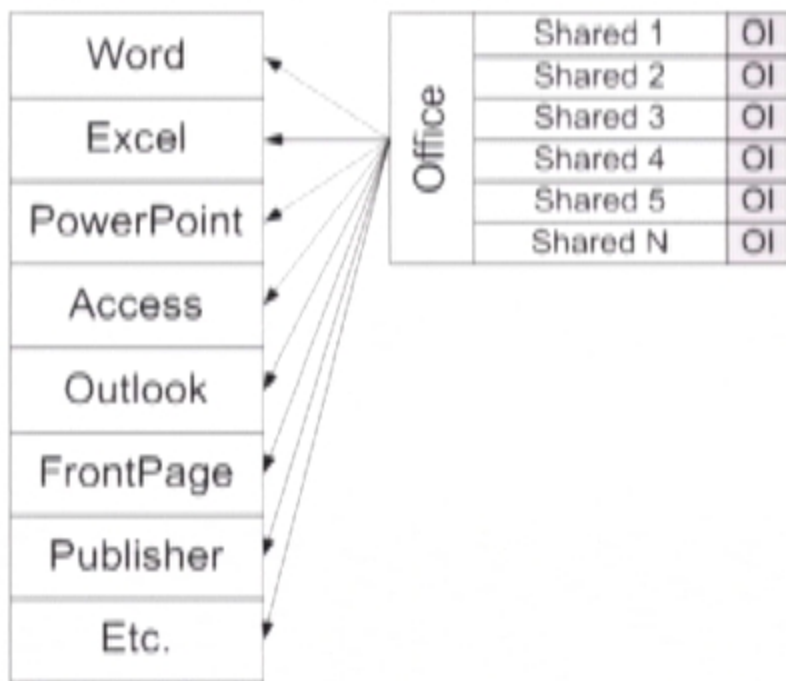 Word
Excel
PowerPoint
Access
Outlook
FrontPage
Publisher
Etc.
Office
Shared 1 OI
Shared 2 OI
Shared 3 OI
Shared 4 OI
Shared 5 OI
Shared N OI